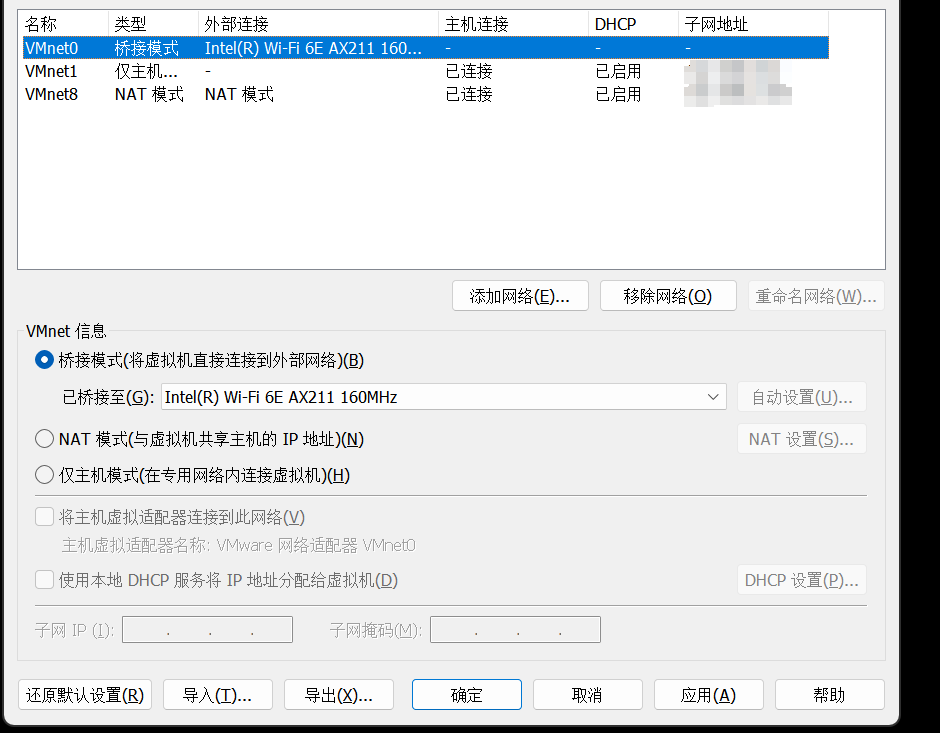 名称 类型 外部连接 主机连接 DHCP 子网地址
VMnet0 桥接模式 Intel(R) Wi-Fi 6E AX211 160... - - -
VMnet1 仅主机... - 已连接 已启用
VMnet8 NAT 模式 NAT 模式 已连接 已启用
添加网络(E)... 移除网络(O) 重命名网络(W)...
VMnet 信息
桥接模式(将虚拟机直接连接到外部网络)(B)
已桥接至(G): Intel(R) Wi-Fi 6E AX211 160MHz 自动设置(U)...
NAT 模式(与虚拟机共享主机的 IP 地址)(N) NAT 设置(S)...
仅主机模式(在专用网络内连接虚拟机)(H)
将主机虚拟适配器连接到此网络(V)
主机虚拟适配器名称: VMware 网络适配器 VMnet0
使用本地 DHCP 服务将 IP 地址分配给虚拟机(D) DHCP 设置(P)...
子网 IP (I): . . . 子网掩码(M): . . .
还原默认设置(R) 导入(T)... 导出(X)... 确定 取消 应用(A) 帮助